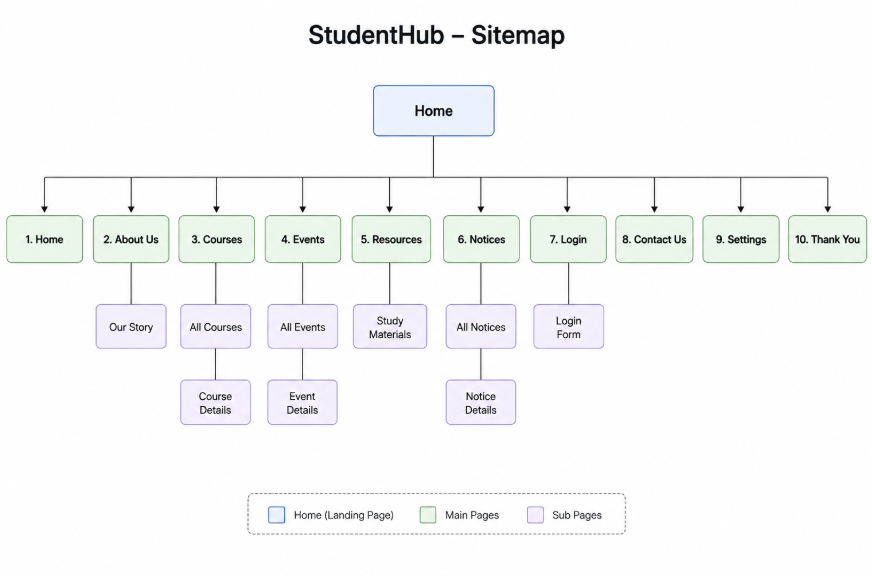 StudentHub – Sitemap
Home
1. Home
2. About Us
3. Courses
4. Events
5. Resources
6. Notices
7. Login
8. Contact Us
9. Settings
10. Thank You
Our Story
All Courses
All Events
Study
Materials
All Notices
Login
Form
Course
Details
Event
Details
Notice
Details
Home (Landing Page)
Main Pages
Sub Pages